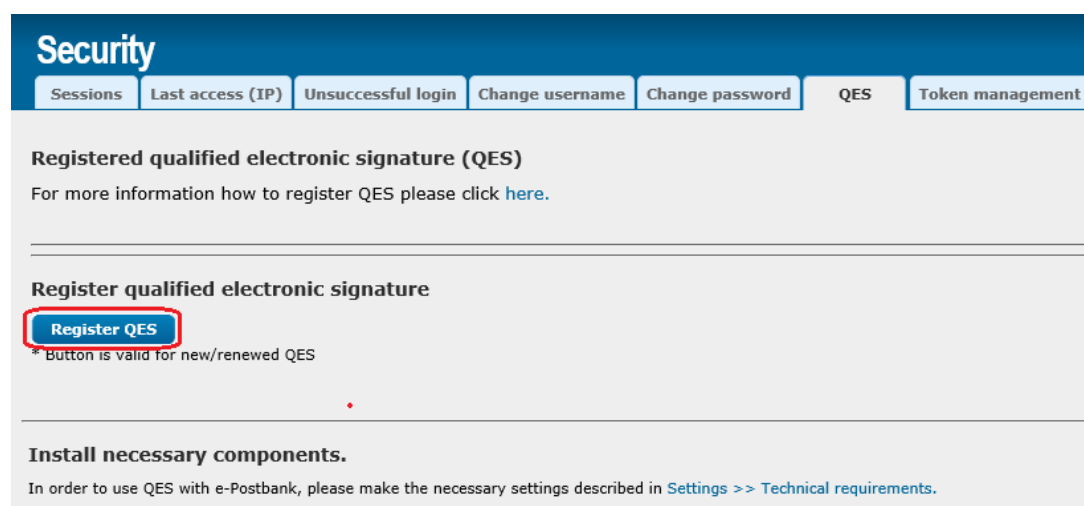 Security
Sessions Last access (IP) Unsuccessful login Change username Change password QES Token management
Registered qualified electronic signature (QES)
For more information how to register QES please click here.
Register qualified electronic signature
Register QES
* Button is valid for new/renewed QES
Install necessary components.
In order to use QES with e-Postbank, please make the necessary settings described in Settings >> Technical requirements.